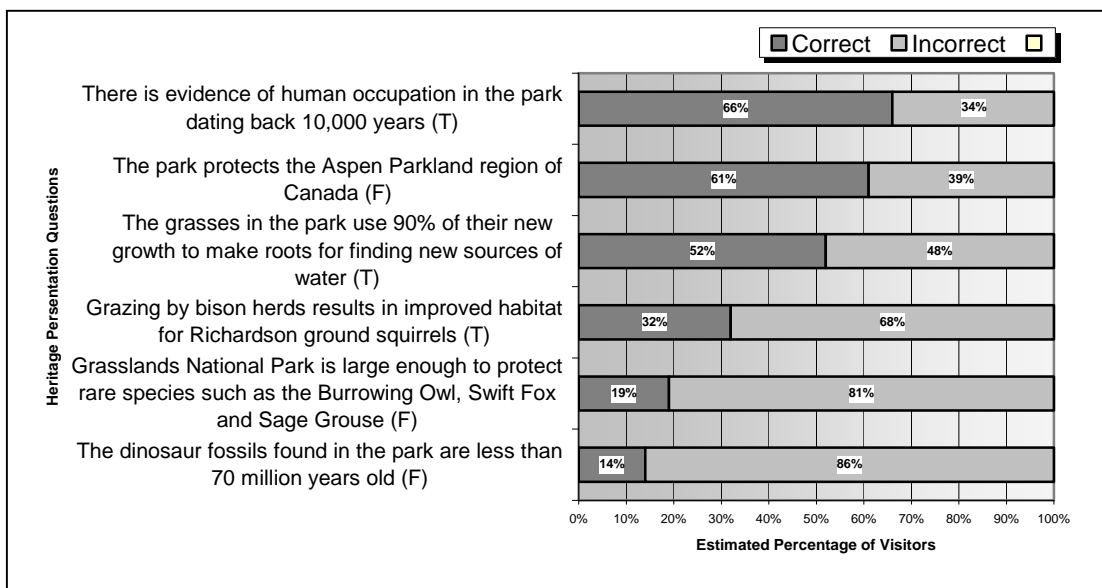 Correct Incorrect
Heritage Persentation Questions
There is evidence of human occupation in the park
dating back 10,000 years (T)
66% 34%
The park protects the Aspen Parkland region of
Canada (F)
61% 39%
The grasses in the park use 90% of their new
growth to make roots for finding new sources of
water (T)
52% 48%
Grazing by bison herds results in improved habitat
for Richardson ground squirrels (T)
32% 68%
Grasslands National Park is large enough to protect
rare species such as the Burrowing Owl, Swift Fox
and Sage Grouse (F)
19% 81%
The dinosaur fossils found in the park are less than
70 million years old (F)
14% 86%
0% 10% 20% 30% 40% 50% 60% 70% 80% 90% 100%
Estimated Percentage of Visitors